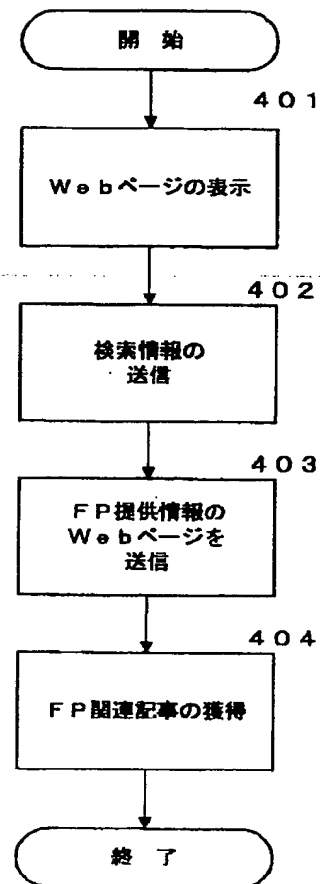 開 始
401
Webページの表示
402
検索情報の
送信
403
FP提供情報の
Webページを
送信
404
FP関連記事の獲得
終 了